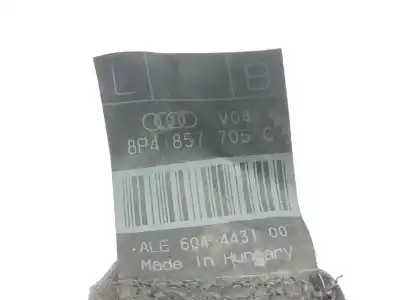 L B
V04
8P4 857 705 C
ALE 604 4431 00
Made in Hungary